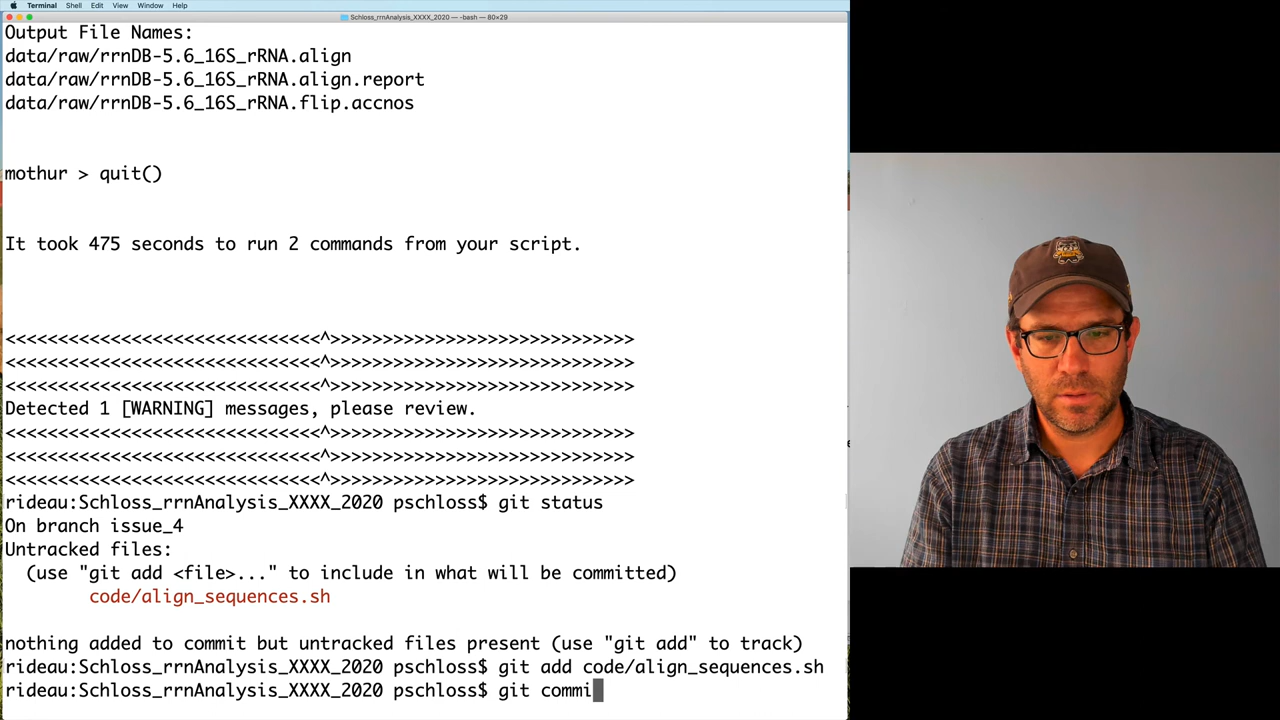 Terminal Shell Edit View Window Help
Schloss_rrnAnalysis_XXXX_2020 — -bash — 80×29
Output File Names:
data/raw/rrnDB-5.6_16S_rRNA.align
data/raw/rrnDB-5.6_16S_rRNA.align.report
data/raw/rrnDB-5.6_16S_rRNA.flip.accnos
mothur > quit()
It took 475 seconds to run 2 commands from your script.
<<<<<<<<<<<<<<<<<<<<<<<<<<<<<<^>>>>>>>>>>>>>>>>>>>>>>>>>>>>>
<<<<<<<<<<<<<<<<<<<<<<<<<<<<<<^>>>>>>>>>>>>>>>>>>>>>>>>>>>>>
<<<<<<<<<<<<<<<<<<<<<<<<<<<<<<^>>>>>>>>>>>>>>>>>>>>>>>>>>>>>
Detected 1 [WARNING] messages, please review.
<<<<<<<<<<<<<<<<<<<<<<<<<<<<<<^>>>>>>>>>>>>>>>>>>>>>>>>>>>>>
<<<<<<<<<<<<<<<<<<<<<<<<<<<<<<^>>>>>>>>>>>>>>>>>>>>>>>>>>>>>
<<<<<<<<<<<<<<<<<<<<<<<<<<<<<<^>>>>>>>>>>>>>>>>>>>>>>>>>>>>>
rideau:Schloss_rrnAnalysis_XXXX_2020 pschloss$ git status
On branch issue_4
Untracked files:
(use "git add <file>..." to include in what will be committed)
code/align_sequences.sh
nothing added to commit but untracked files present (use "git add" to track)
rideau:Schloss_rrnAnalysis_XXXX_2020 pschloss$ git add code/align_sequences.sh
rideau:Schloss_rrnAnalysis_XXXX_2020 pschloss$ git commi